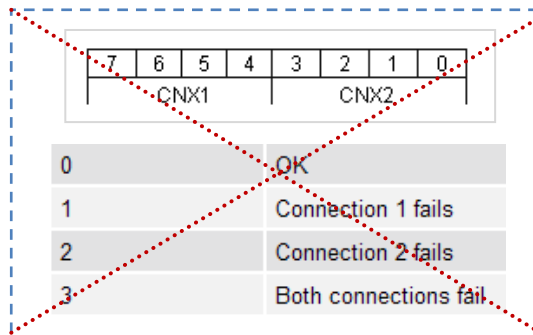 7 6 5 4 3 2 1 0
CNX1 CNX2
0 OK
1 Connection 1 fails
2 Connection 2 fails
3 Both connections fail